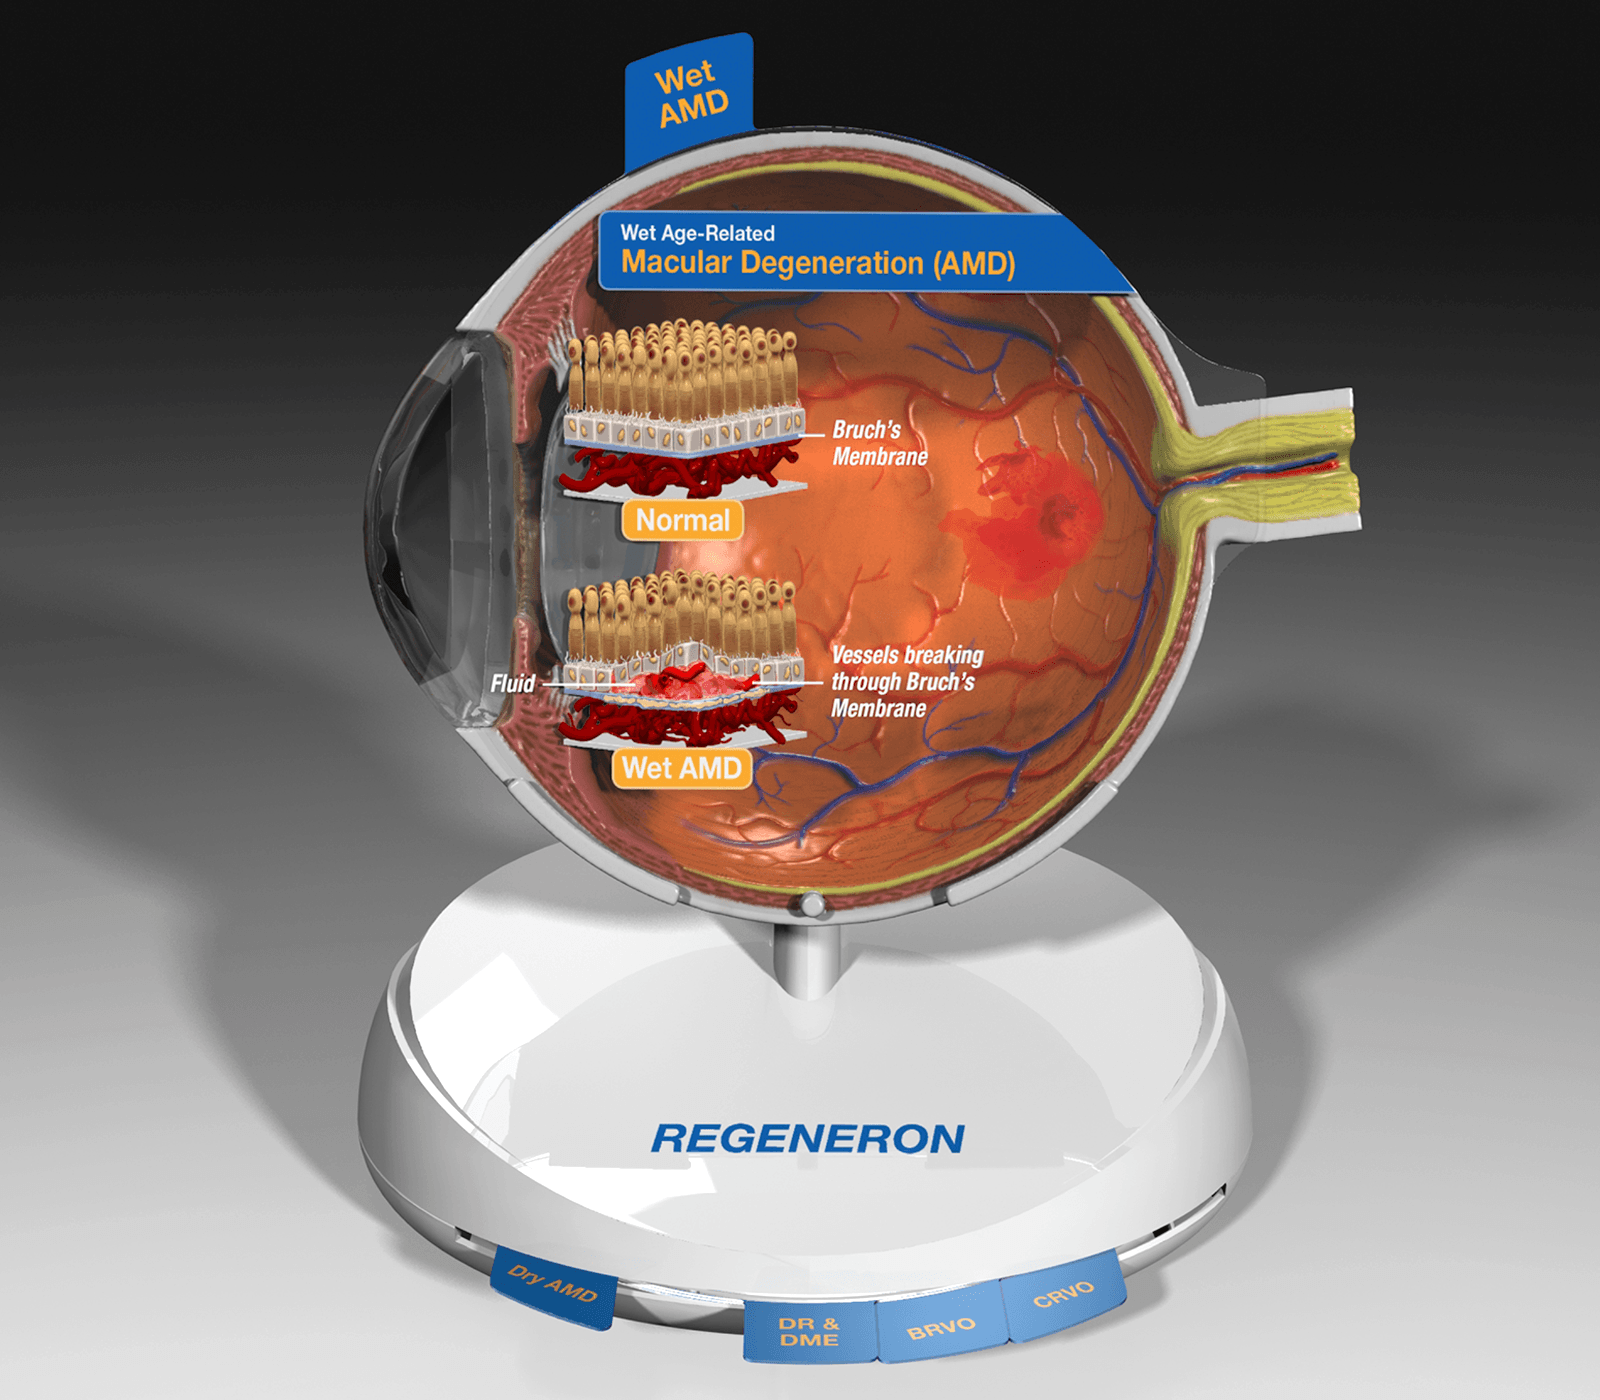 Wet
AMD
Wet Age-Related
Macular Degeneration (AMD)
Bruch's
Membrane
Normal
Fluid
Vessels breaking
through Bruch's
Membrane
Wet AMD
REGENERON
Dry AMD
DR &
DME
BRVO
CRVO